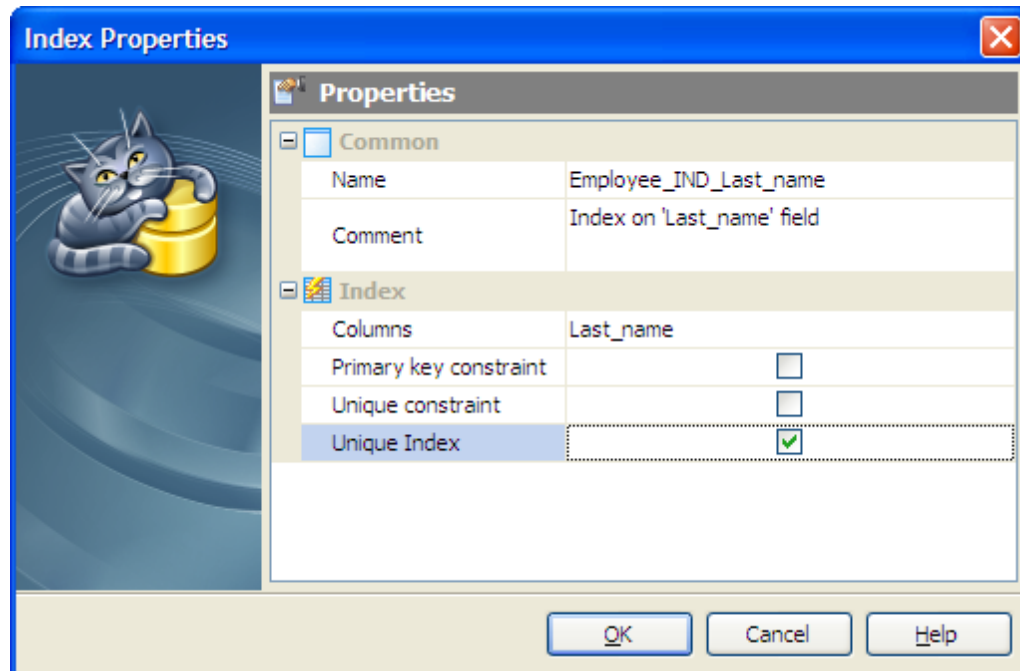 Index Properties
Properties
Common
Name Employee_IND_Last_name
Comment Index on 'Last_name' field
Index
Columns Last_name
Primary key constraint
Unique constraint
Unique Index
OK Cancel Help